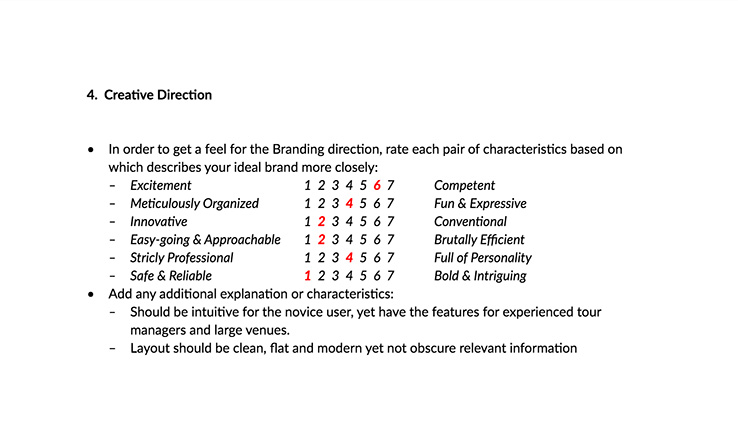 4. Creative Direction
• In order to get a feel for the Branding direction, rate each pair of characteristics based on
which describes your ideal brand more closely:
– Excitement 1 2 3 4 5 6 7 Competent
– Meticulously Organized 1 2 3 4 5 6 7 Fun & Expressive
– Innovative 1 2 3 4 5 6 7 Conventional
– Easy-going & Approachable 1 2 3 4 5 6 7 Brutally Efficient
– Stricly Professional 1 2 3 4 5 6 7 Full of Personality
– Safe & Reliable 1 2 3 4 5 6 7 Bold & Intriguing
• Add any additional explanation or characteristics:
– Should be intuitive for the novice user, yet have the features for experienced tour
managers and large venues.
– Layout should be clean, flat and modern yet not obscure relevant information